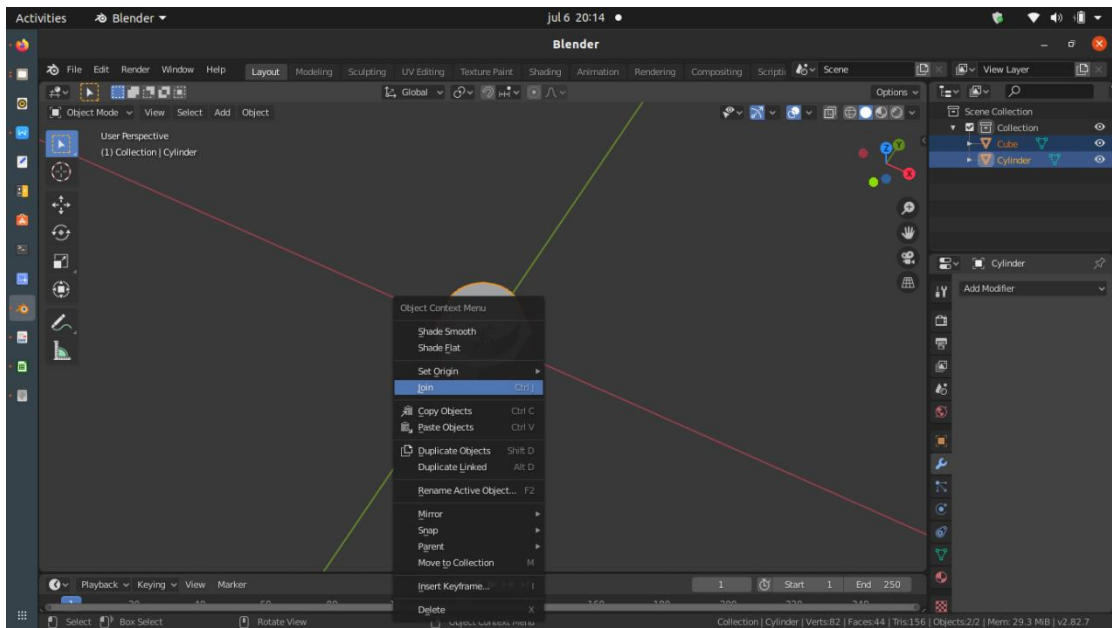 Activities Blender jul 6 20:14
Blender
File Edit Render Window Help Layout Modeling Sculpting UV Editing Texture Paint Shading Animation Rendering Compositing Scripti Scene View Layer
Global Options
Object Mode View Select Add Object
User Perspective
(1) Collection | Cylinder
Z Y X
Scene Collection
Collection
Cube
Cylinder
Cylinder
Add Modifier
Object Context Menu
Shade Smooth
Shade Flat
Set Origin
Join Ctrl J
Copy Objects Ctrl C
Paste Objects Ctrl V
Duplicate Objects Shift D
Duplicate Linked Alt D
Rename Active Object... F2
Mirror
Snap
Parent
Move to Collection M
Insert Keyframe... I
Delete X
Playback Keying View Marker 1 Start 1 End 250
Select Box Select Rotate View Object Context Menu Collection | Cylinder | Verts:82 | Faces:44 | Tris:156 | Objects:2/2 | Mem: 29.3 MiB | v2.82.7